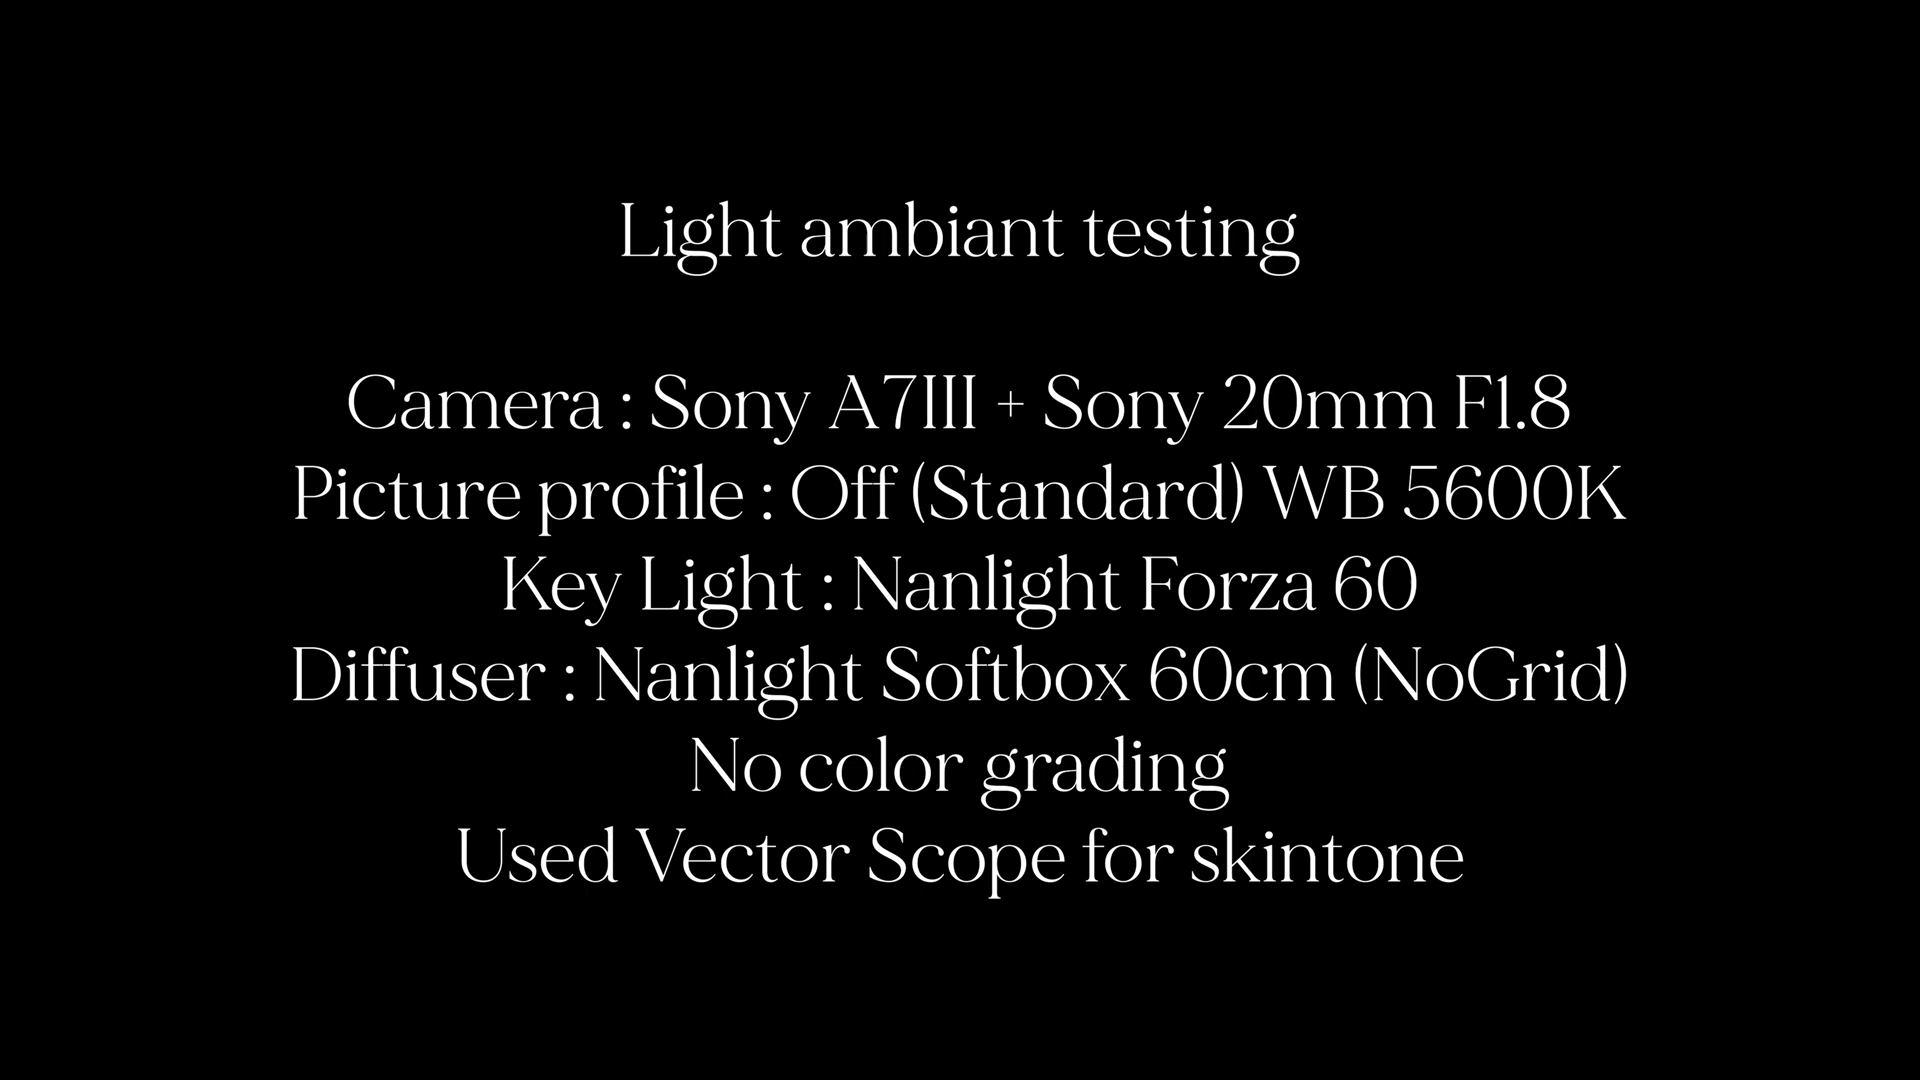 Light ambiant testing
Camera : Sony A7III + Sony 20mm F1.8
Picture profile : Off (Standard) WB 5600K
Key Light : Nanlight Forza 60
Diffuser : Nanlight Softbox 60cm (NoGrid)
No color grading
Used Vector Scope for skintone